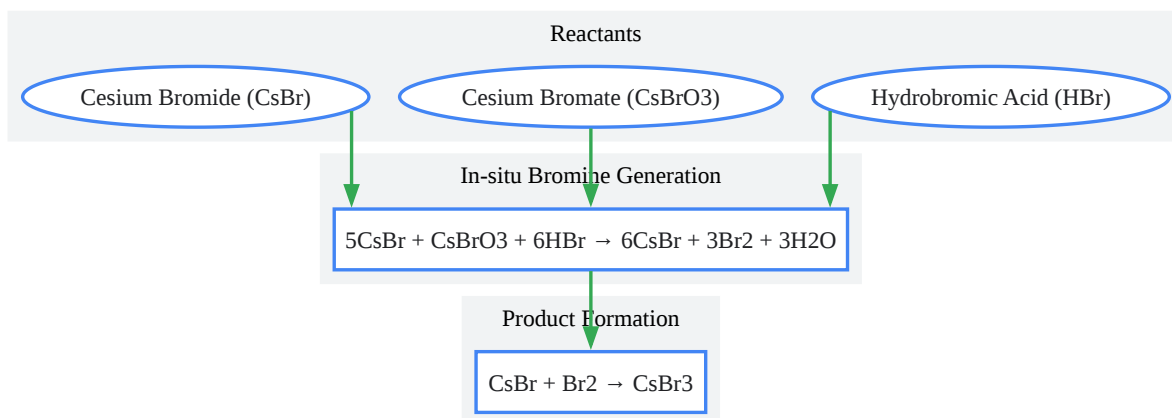 Reactants
Cesium Bromide (CsBr)
Cesium Bromate (CsBrO3)
Hydrobromic Acid (HBr)
In-situ Bromine Generation
5CsBr + CsBrO3 + 6HBr → 6CsBr + 3Br2 + 3H2O
Product Formation
CsBr + Br2 → CsBr3